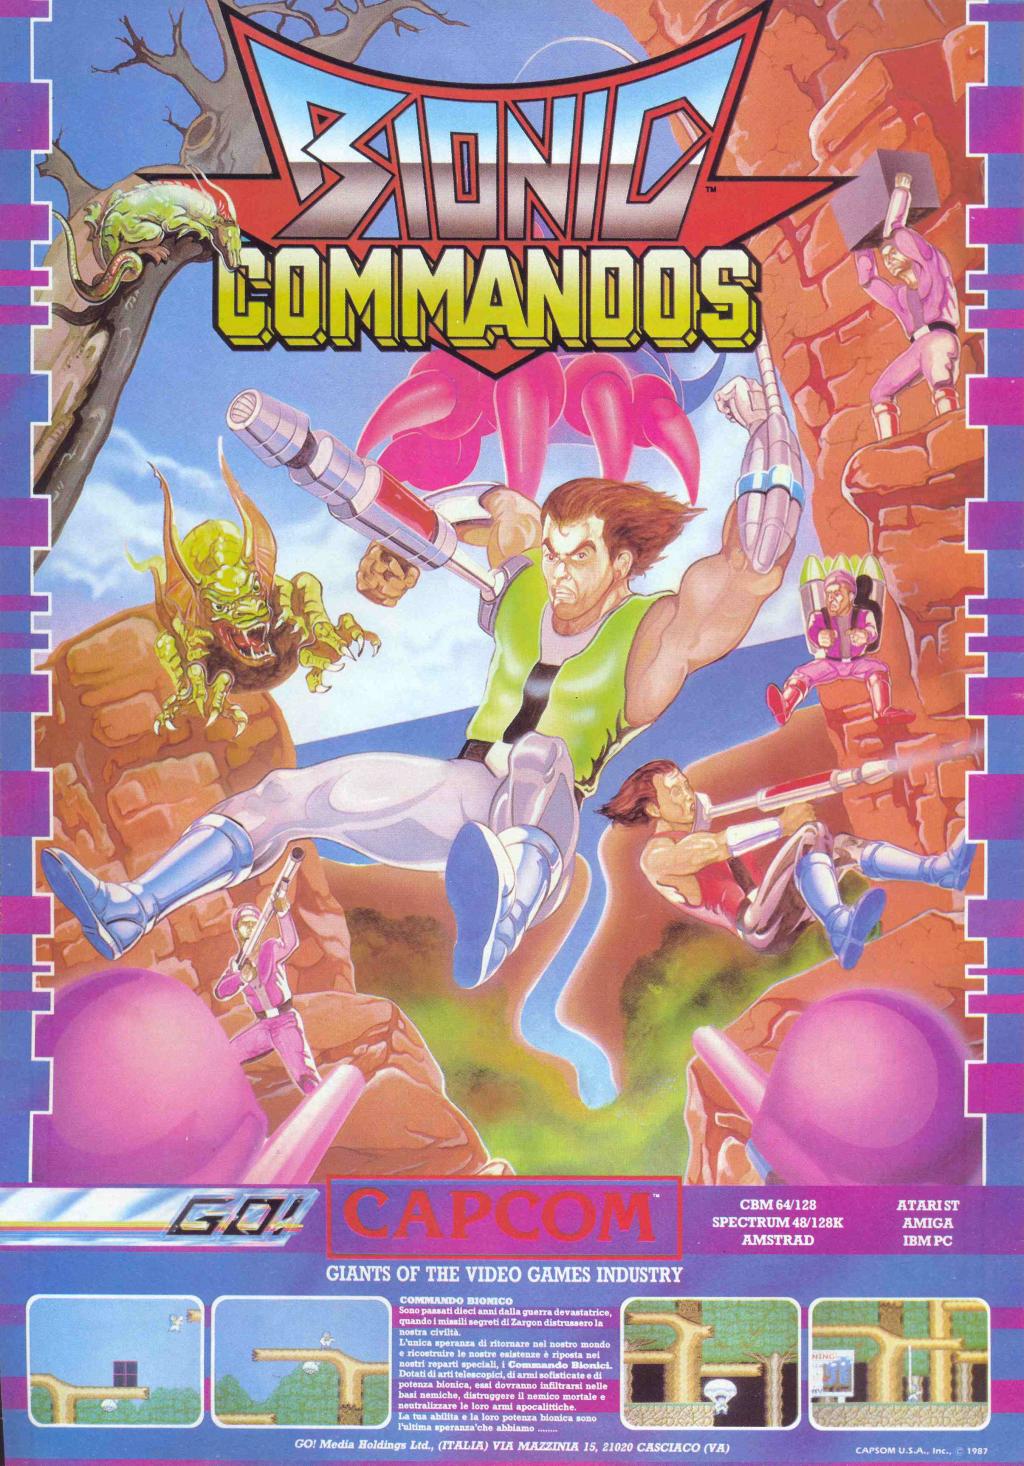 BIONIC™
COMMANDOS
GO!
CAPCOM™
CBM 64/128
SPECTRUM 48/128K
AMSTRAD
ATARI ST
AMIGA
IBM PC
GIANTS OF THE VIDEO GAMES INDUSTRY
COMMANDO BIONICO
Sono passati dieci anni dalla guerra devastatrice,
quando i missili segreti di Zargon distrussero la
nostra civiltà.
L'unica speranza di ritornare nel nostro mondo
e ricostruire le nostre esistenze è riposta nei
nostri reparti speciali, i Commando Bionici.
Dotati di arti telescopici, di armi sofisticate e di
potenza bionica, essi dovranno infiltrarsi nelle
basi nemiche, distruggere il nemico mortale e
neutralizzare le loro armi apocalittiche.
La tua abilita e la loro potenza bionica sono
l'ultima speranza'che abbiamo ........
NING
GO! Media Holdings Ltd., (ITALIA) VIA MAZZINIA 15, 21020 CASCIACO (VA)
CAPSOM U.S.A., Inc., © 1987